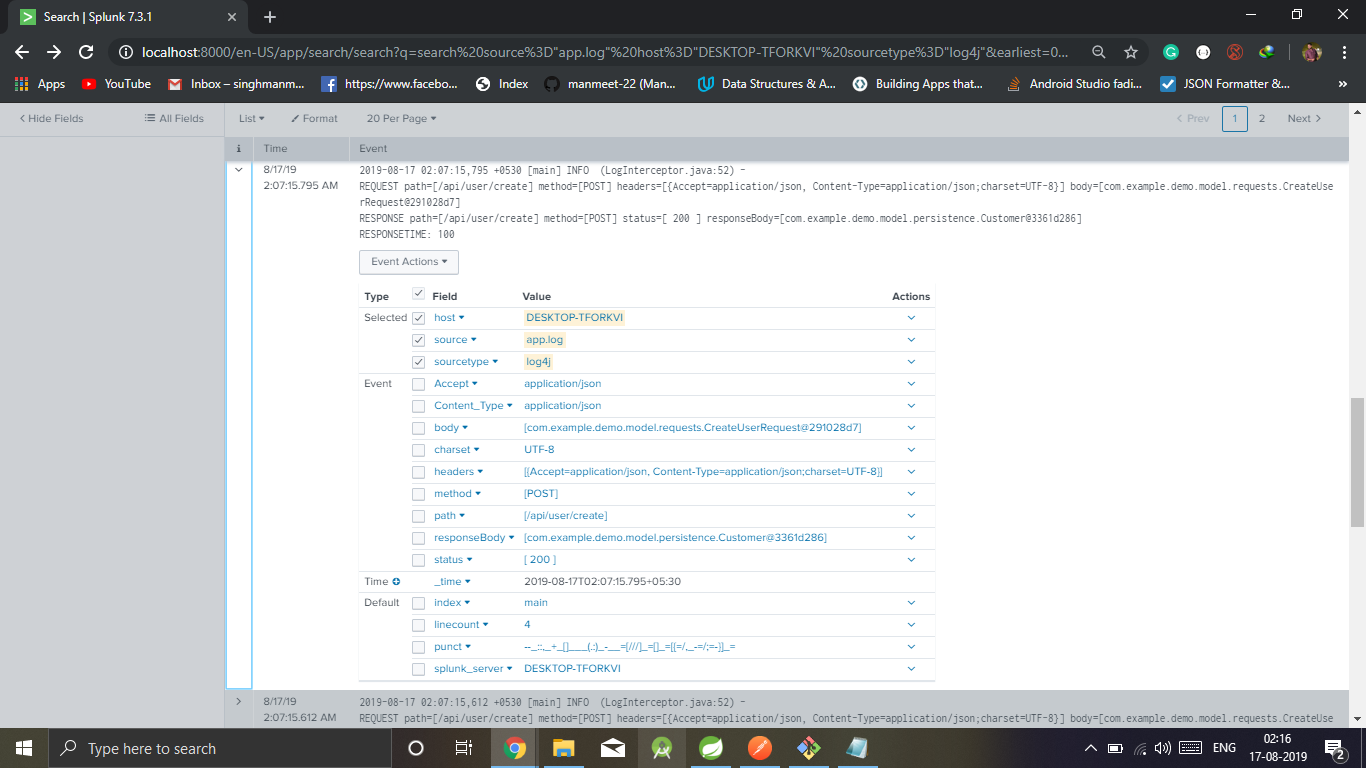 Search | Splunk 7.3.1
localhost:8000/en-US/app/search/search?q=search%20source%3D"app.log"%20host%3D"DESKTOP-TFORKVI"%20sourcetype%3D"log4j"&earliest=0...
Apps YouTube Inbox – singhmanm... https://www.facebo... Index manmeet-22 (Man... Data Structures & A... Building Apps that... Android Studio fadi... JSON Formatter &... »
< Hide Fields All Fields List Format 20 Per Page < Prev 1 2 Next >
i Time Event
8/17/19 2019-08-17 02:07:15,795 +0530 [main] INFO (LogInterceptor.java:52) -
2:07:15.795 AM REQUEST path=[/api/user/create] method=[POST] headers=[{Accept=application/json, Content-Type=application/json;charset=UTF-8}] body=[com.example.demo.model.requests.CreateUse
rRequest@291028d7]
RESPONSE path=[/api/user/create] method=[POST] status=[ 200 ] responseBody=[com.example.demo.model.persistence.Customer@3361d286]
RESPONSETIME: 100
Event Actions
Type Field Value Actions
Selected host DESKTOP-TFORKVI
source app.log
sourcetype log4j
Event Accept application/json
Content_Type application/json
body [com.example.demo.model.requests.CreateUserRequest@291028d7]
charset UTF-8
headers [{Accept=application/json, Content-Type=application/json;charset=UTF-8}]
method [POST]
path [/api/user/create]
responseBody [com.example.demo.model.persistence.Customer@3361d286]
status [ 200 ]
Time _time 2019-08-17T02:07:15.795+05:30
Default index main
linecount 4
punct
splunk_server DESKTOP-TFORKVI
8/17/19 2019-08-17 02:07:15,612 +0530 [main] INFO (LogInterceptor.java:52) -
2:07:15.612 AM REQUEST path=[/api/user/create] method=[POST] headers=[{Accept=application/json, Content-Type=application/json;charset=UTF-8}] body=[com.example.demo.model.requests.CreateUse
Type here to search ENG 02:16
17-08-2019 2